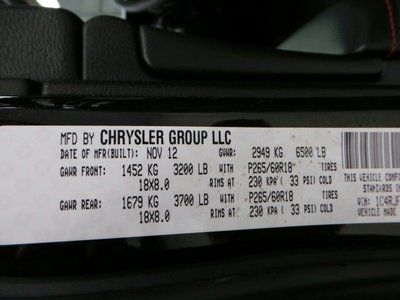 MFD BY CHRYSLER GROUP LLC
DATE OF MFR(BUILT): NOV 12 GVWR: 2949 KG 6500 LB
GAWR FRONT: 1452 KG 3200 LB WITH P265/60R18 TIRES
18X8.0 RIMS AT 230 KPA ( 33 PSI) COLD
GAWR REAR: 1679 KG 3700 LB WITH P265/60R18 TIRES
18X8.0 RIMS AT 230 KPA ( 33 PSI) COLD
THIS VEHICLE
STANDARDS IN
VIN: 1C4RJF
VEHICLE MADE